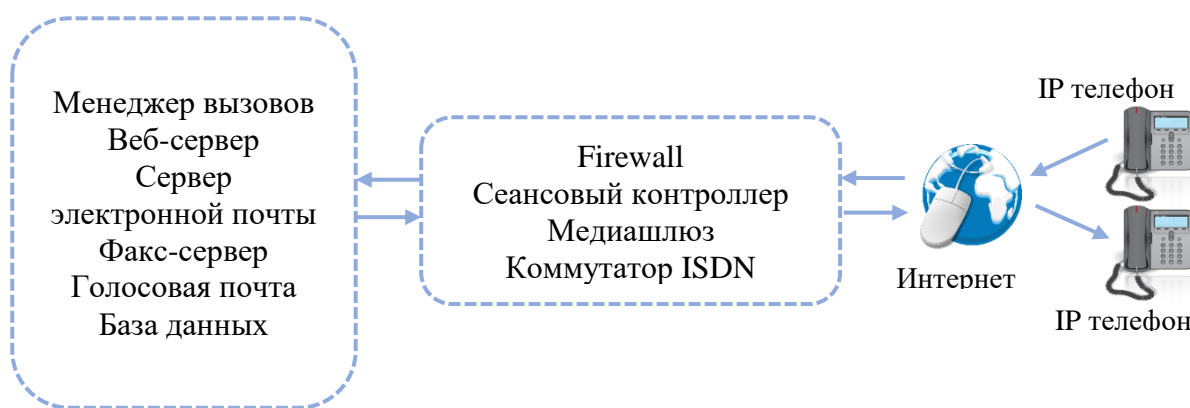 Менеджер вызовов
Веб-сервер
Сервер
электронной почты
Факс-сервер
Голосовая почта
База данных
Firewall
Сеансовый контроллер
Медиашлюз
Коммутатор ISDN
Интернет
IP телефон
IP телефон